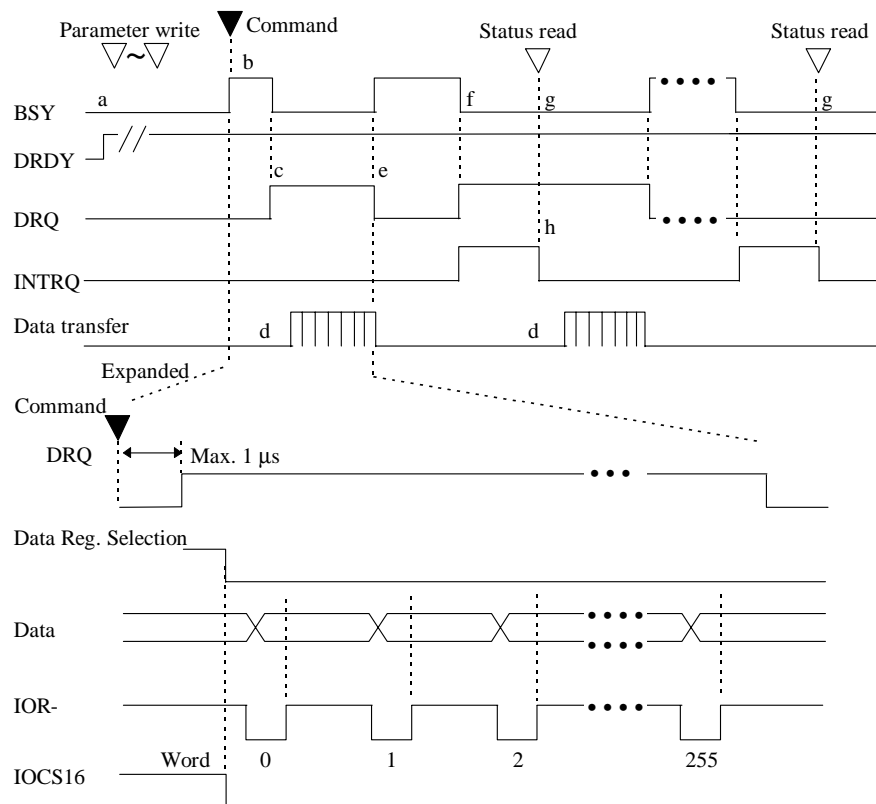 Parameter write
Command
Status read
Status read
~
b
a
f
g
g
BSY
DRDY
c
e
DRQ
h
INTRQ
Data transfer
d
d
Expanded
Command
DRQ
Max. 1 μs
Data Reg. Selection
Data
IOR-
Word
0
1
2
255
IOCS16